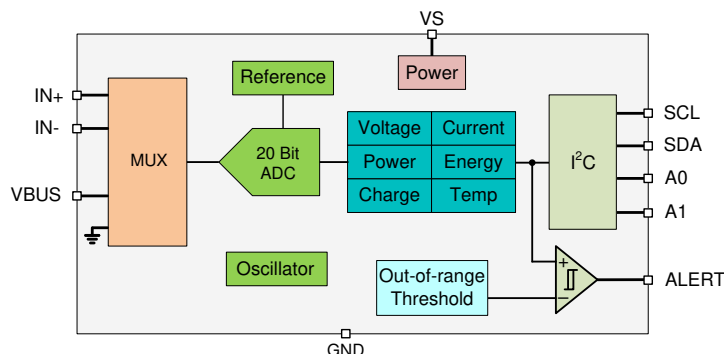 VS
Reference
Power
IN+
IN-
MUX
20 Bit
ADC
Voltage
Current
Power
Energy
Charge
Temp
I²C
SCL
SDA
A0
A1
VBUS
Oscillator
Out-of-range
Threshold
+
−
ALERT
GND